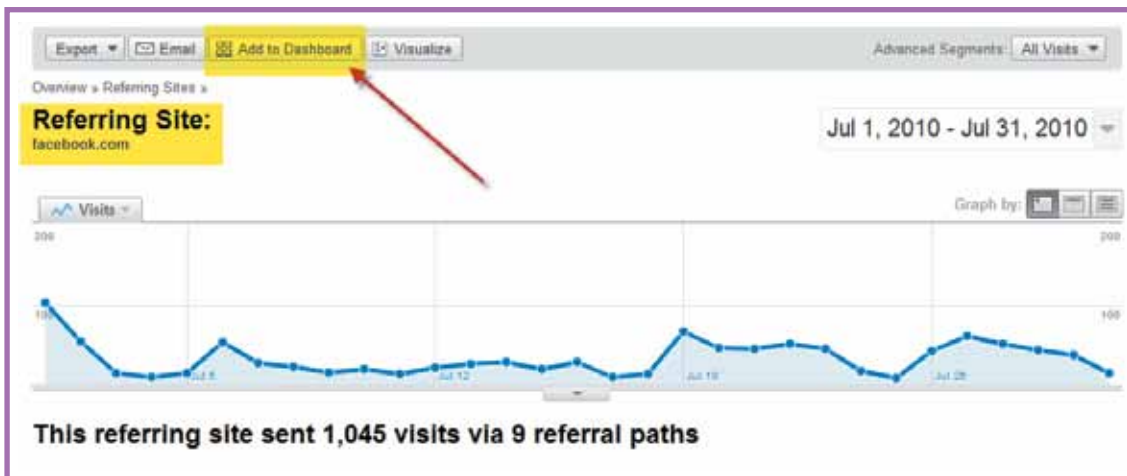 Export Email Add to Dashboard Visualize Advanced Segments: All Visits
Overview » Referring Sites »
Referring Site:
facebook.com
Jul 1, 2010 - Jul 31, 2010
Visits Graph by:
200 200
100 100
Jul 5 Jul 12 Jul 19 Jul 26
This referring site sent 1,045 visits via 9 referral paths